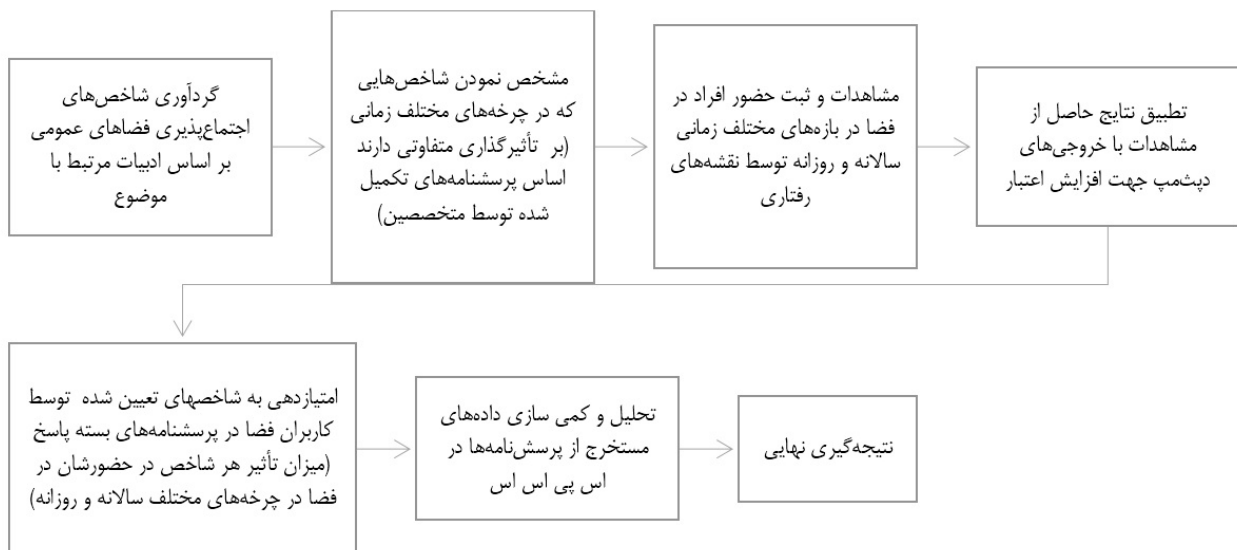 گردآوری شاخص‌های
اجتماع‌پذیری فضاهای عمومی
بر اساس ادبیات مرتبط با
موضوع
مشخص نمودن شاخص‌هایی
که در چرخه‌های مختلف زمانی
تأثیرگذاری متفاوتی دارند (بر
اساس پرسشنامه‌های تکمیل
شده توسط متخصصین)
مشاهدات و ثبت حضور افراد در
فضا در بازه‌های مختلف زمانی
سالانه و روزانه توسط نقشه‌های
رفتاری
تطبیق نتایج حاصل از
مشاهدات با خروجی‌های
دپث‌مپ جهت افزایش اعتبار
امتیازدهی به شاخصهای تعیین شده توسط
کاربران فضا در پرسشنامه‌های بسته پاسخ
(میزان تأثیر هر شاخص در حضورشان در
فضا در چرخه‌های مختلف سالانه و روزانه)
تحلیل و کمی سازی داده‌های
مستخرج از پرسش‌نامه‌ها در
اس پی اس اس
نتیجه‌گیری نهایی